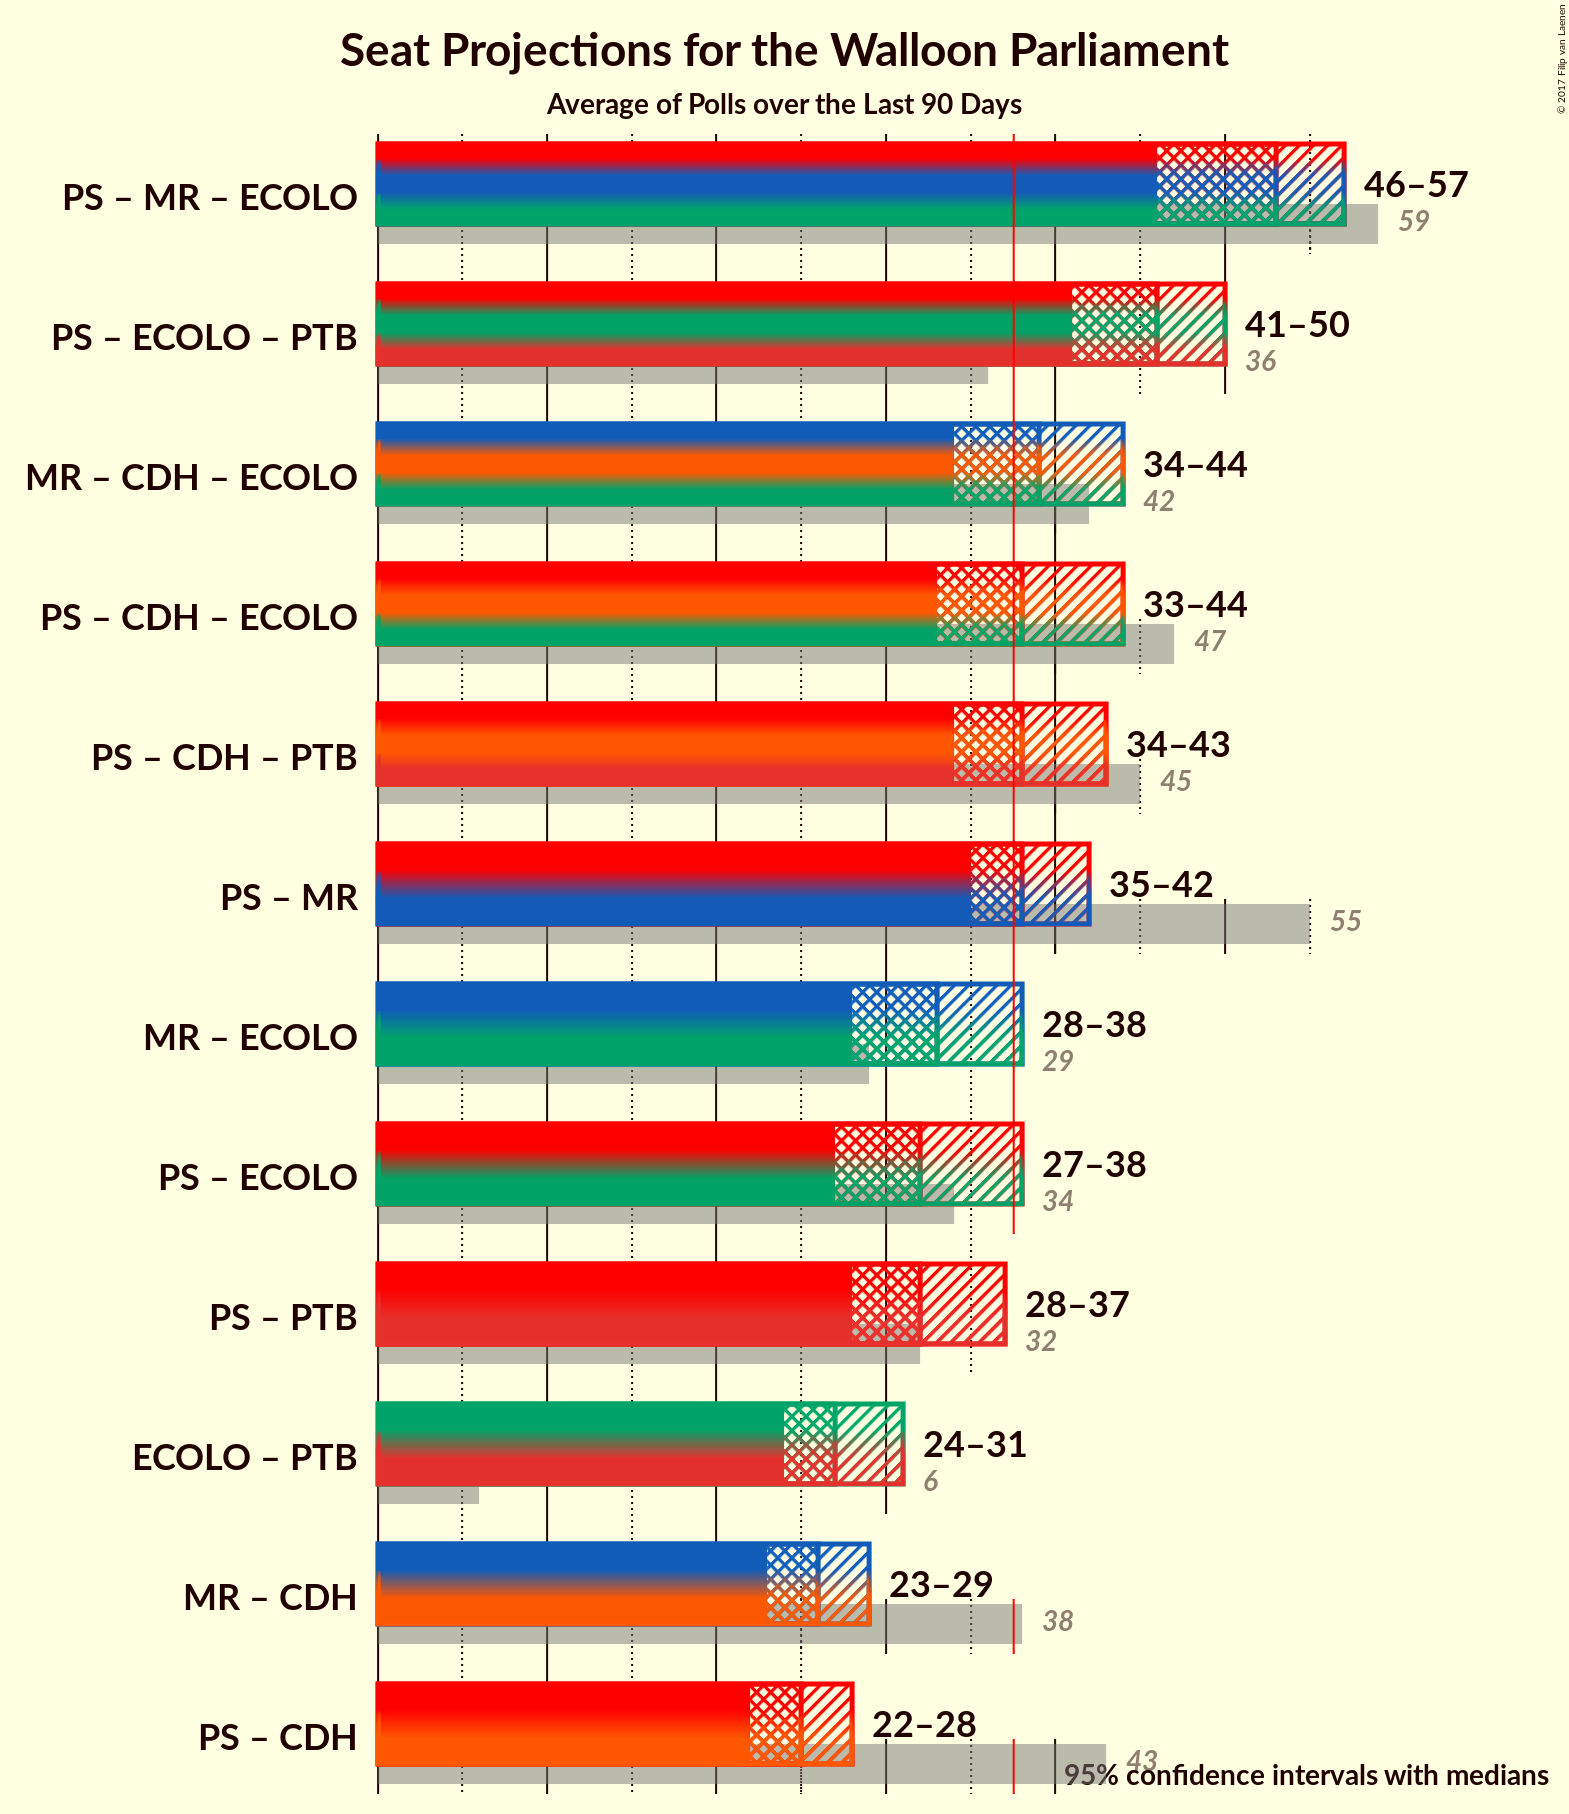 Seat Projections for the Walloon Parliament
Average of Polls over the Last 90 Days
© 2017 Filip van Laenen
PS – MR – ECOLO
46–57
59
PS – ECOLO – PTB
41–50
36
MR – CDH – ECOLO
34–44
42
PS – CDH – ECOLO
33–44
47
PS – CDH – PTB
34–43
45
PS – MR
35–42
55
MR – ECOLO
28–38
29
PS – ECOLO
27–38
34
PS – PTB
28–37
32
ECOLO – PTB
24–31
6
MR – CDH
23–29
38
PS – CDH
22–28
43
95% confidence intervals with medians